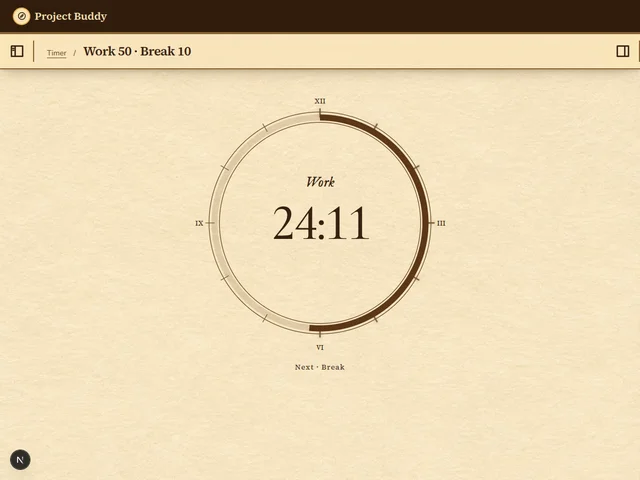 Project Buddy
Timer / Work 50 · Break 10
XII
Work
24:11
IX
III
VI
Next · Break
N